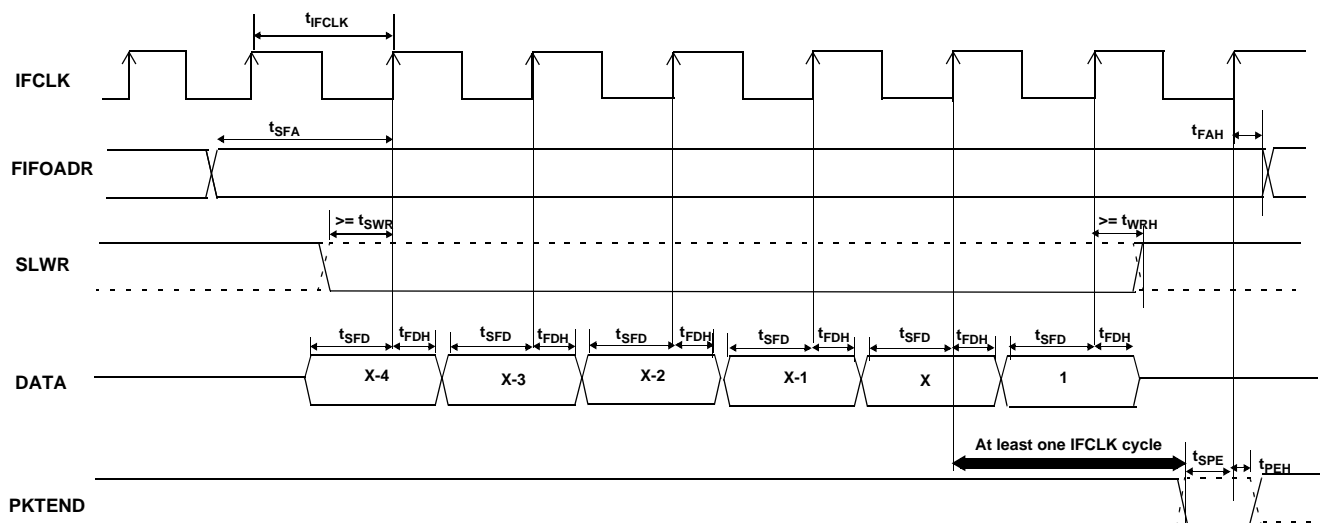 tIFCLK
IFCLK
tSFA
tFAH
FIFOADR
>= tSWR
>= tWRH
SLWR
tSFD tFDH tSFD tFDH tSFD tFDH tSFD tFDH tSFD tFDH tSFD tFDH
DATA X-4 X-3 X-2 X-1 X 1
At least one IFCLK cycle
tSPE
tPEH
PKTEND